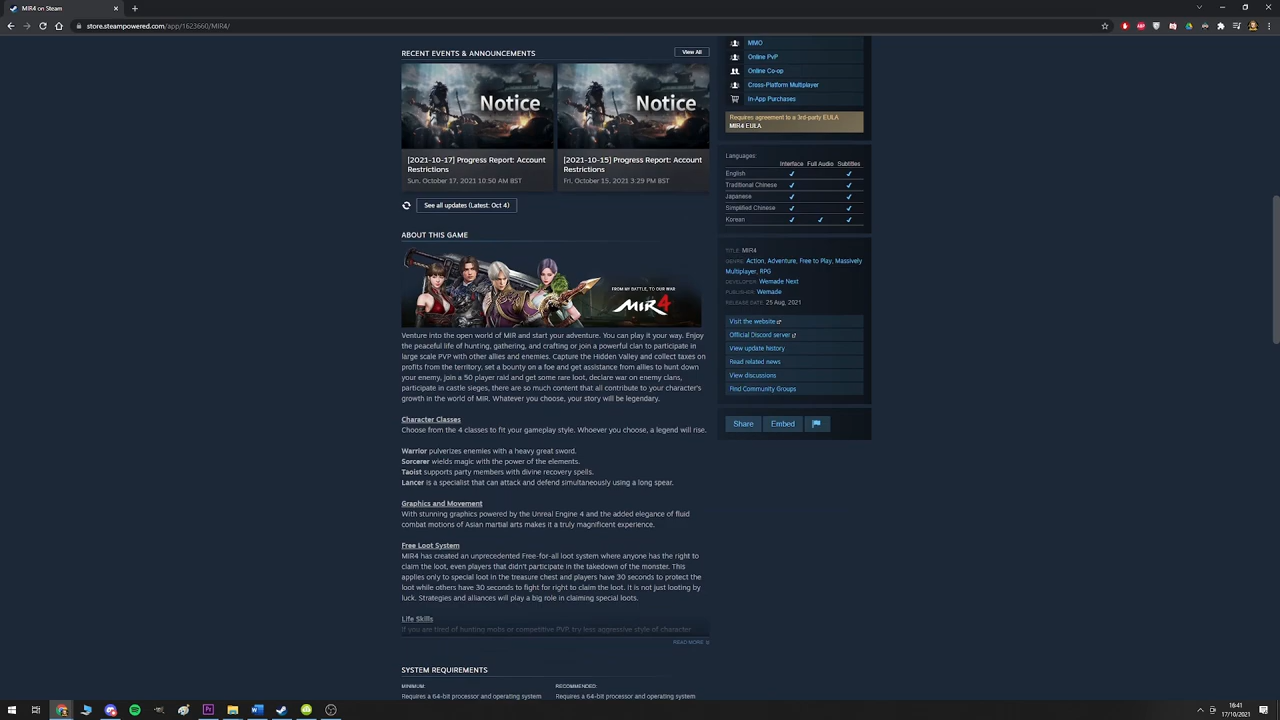 MIR4 on Steam
store.steampowered.com/app/1623660/MIR4/
RECENT EVENTS & ANNOUNCEMENTS
View All
Notice
Notice
[2021-10-17] Progress Report: Account
Restrictions
Sun, October 17, 2021 10:50 AM BST
[2021-10-15] Progress Report: Account
Restrictions
Fri, October 15, 2021 3:29 PM BST
See all updates (Latest: Oct 4)
ABOUT THIS GAME
FROM MY BATTLE, TO OUR WAR
MIR4
Venture into the open world of MIR and start your adventure. You can play it your way. Enjoy
the peaceful life of hunting, gathering, and crafting or join a powerful clan to participate in
large scale PVP with other allies and enemies. Capture the Hidden Valley and collect taxes on
profits from the territory, set a bounty on a foe and get assistance from allies to hunt down
your enemy, join a 50 player raid and get some rare loot, declare war on enemy clans,
participate in castle sieges, there are so much content that all contribute to your character's
growth in the world of MIR. Whatever you choose, your story will be legendary.
Character Classes
Choose from the 4 classes to fit your gameplay style. Whoever you choose, a legend will rise.
Warrior pulverizes enemies with a heavy great sword.
Sorcerer wields magic with the power of the elements.
Taoist supports party members with divine recovery spells.
Lancer is a specialist that can attack and defend simultaneously using a long spear.
Graphics and Movement
With stunning graphics powered by the Unreal Engine 4 and the added elegance of fluid
combat motions of Asian martial arts makes it a truly magnificent experience.
Free Loot System
MIR4 has created an unprecedented Free-for-all loot system where anyone has the right to
claim the loot, even players that didn't participate in the takedown of the monster. This
applies only to special loot in the treasure chest and players have 30 seconds to protect the
loot while others have 30 seconds to fight for right to claim the loot. It is not just looting by
luck. Strategies and alliances will play a big role in claiming special loots.
Life Skills
If you are tired of hunting mobs or competitive PVP, try less aggressive style of character
READ MORE
SYSTEM REQUIREMENTS
MINIMUM:
Requires a 64-bit processor and operating system
RECOMMENDED:
Requires a 64-bit processor and operating system
MMO
Online PvP
Online Co-op
Cross-Platform Multiplayer
In-App Purchases
Requires agreement to a 3rd-party EULA
MIR4 EULA
Languages:
Interface Full Audio Subtitles
English
Traditional Chinese
Japanese
Simplified Chinese
Korean
TITLE: MIR4
GENRE: Action, Adventure, Free to Play, Massively
Multiplayer, RPG
DEVELOPER: Wemade Next
PUBLISHER: Wemade
RELEASE DATE: 25 Aug, 2021
Visit the website
Official Discord server
View update history
Read related news
View discussions
Find Community Groups
Share
Embed
16:41
17/10/2021